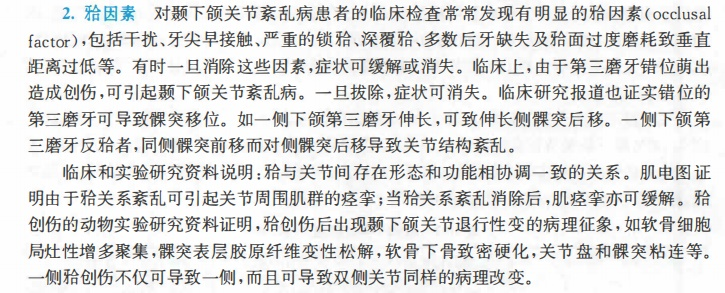 2. 𬌗因素 对颞下颌关节紊乱病患者的临床检查常常发现有明显的𬌗因素(occlusal
factor),包括干扰、牙尖早接触、严重的锁𬌗、深覆𬌗、多数后牙缺失及𬌗面过度磨耗致垂直
距离过低等。有时一旦消除这些因素,症状可缓解或消失。临床上,由于第三磨牙错位萌出
造成创伤,可引起颞下颌关节紊乱病。一旦拔除,症状可消失。临床研究报道也证实错位的
第三磨牙可导致髁突移位。如一侧下颌第三磨牙伸长,可致伸长侧髁突后移。一侧下颌第
三磨牙反𬌗者,同侧髁突前移而对侧髁突后移导致关节结构紊乱。
临床和实验研究资料说明:𬌗与关节间存在形态和功能相协调一致的关系。肌电图证
明由于𬌗关系紊乱可引起关节周围肌群的痉挛;当𬌗关系紊乱消除后,肌痉挛亦可缓解。𬌗
创伤的动物实验研究资料证明,𬌗创伤后出现颞下颌关节退行性变的病理征象,如软骨细胞
局灶性增多聚集,髁突表层胶原纤维变性松解,软骨下骨致密硬化,关节盘和髁突粘连等。
一侧𬌗创伤不仅可导致一侧,而且可导致双侧关节同样的病理改变。